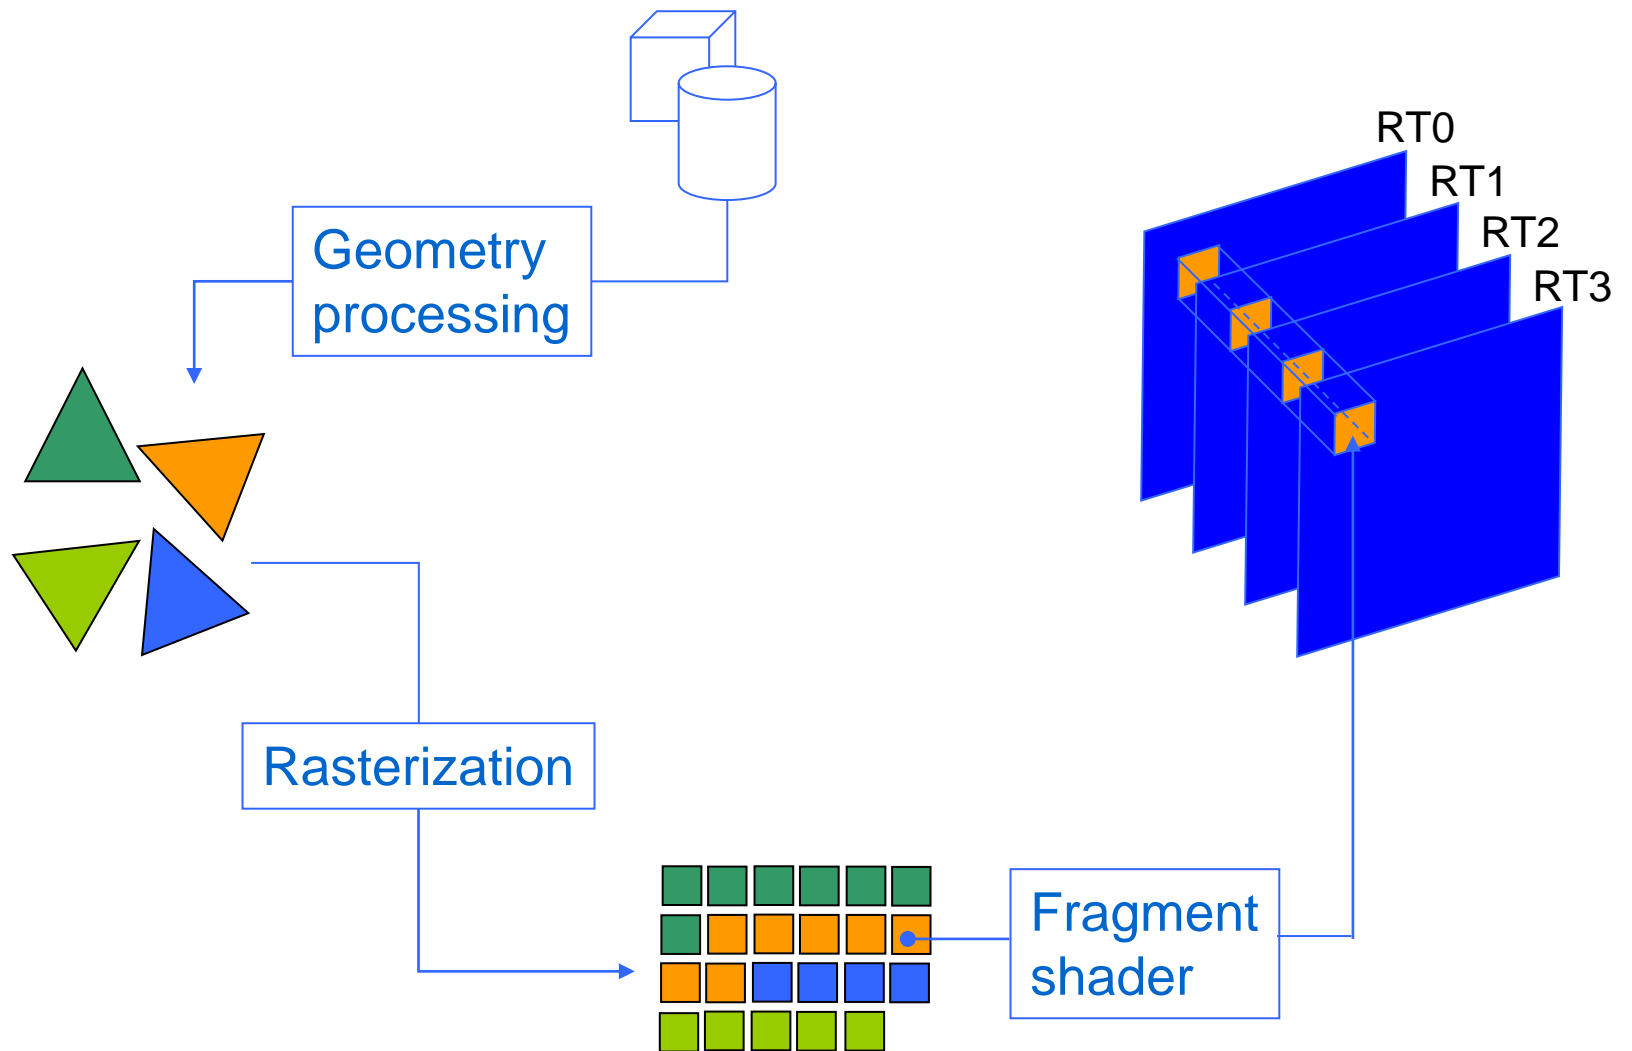 RT0
RT1
RT2
RT3
Geometry
processing
Rasterization
Fragment
shader